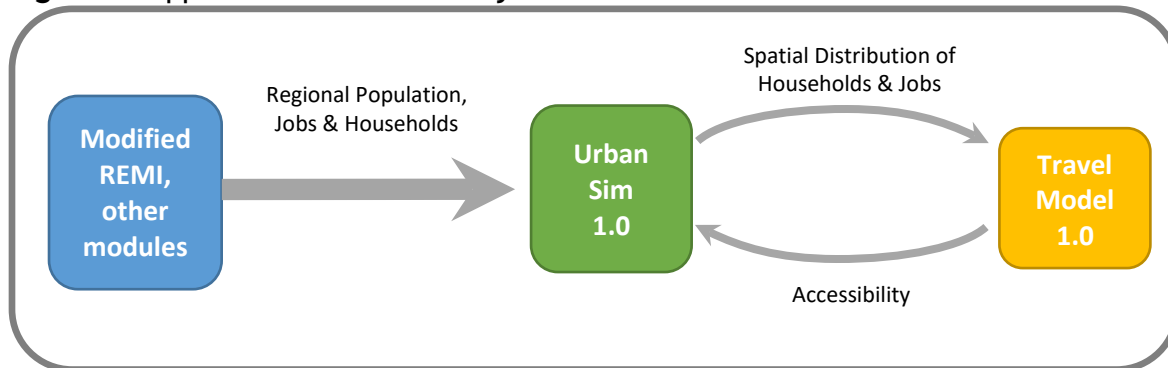 Modified
REMI,
other
modules
Regional Population,
Jobs & Households
Urban
Sim
1.0
Spatial Distribution of
Households & Jobs
Accessibility
Travel
Model
1.0